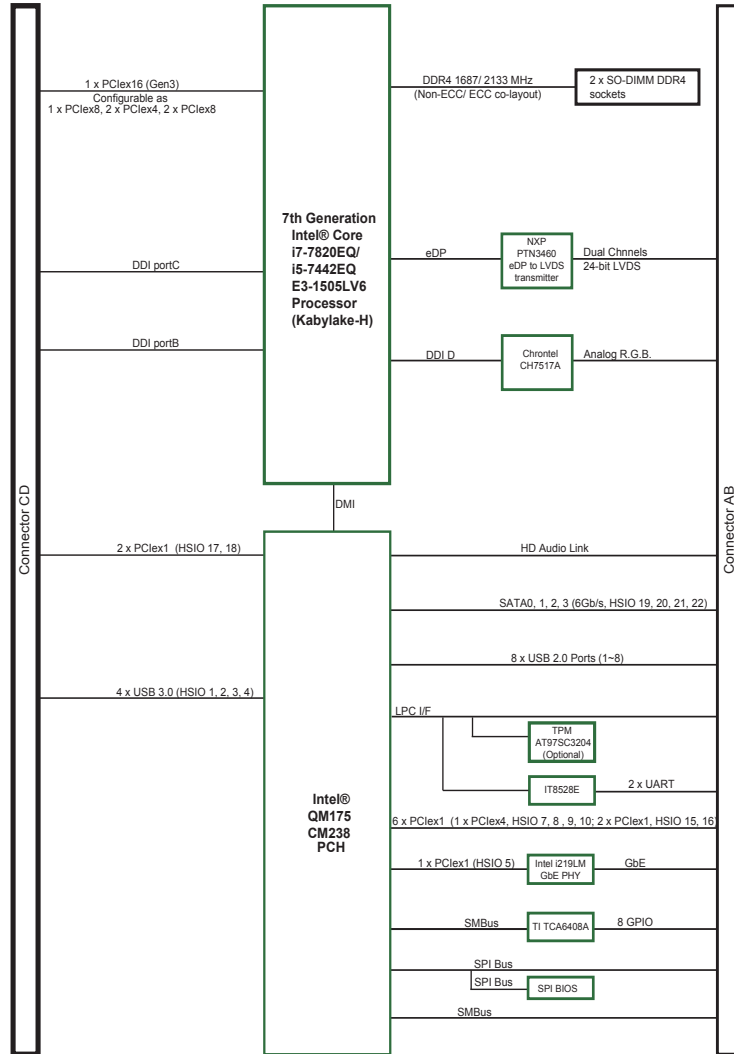 1 x PCIex16 (Gen3)
Configurable as
1 x PCIex8, 2 x PCIex4, 2 x PCIex8
DDR4 1687/ 2133 MHz
(Non-ECC/ ECC co-layout)
2 x SO-DIMM DDR4
sockets
7th Generation
Intel® Core
i7-7820EQ/
i5-7442EQ
E3-1505LV6
Processor
(Kabylake-H)
eDP
NXP
PTN3460
eDP to LVDS
transmitter
Dual Chnnels
24-bit LVDS
DDI portC
DDI portB
DDI D
Chrontel
CH7517A
Analog R.G.B.
Connector CD
Connector AB
DMI
2 x PCIex1 (HSIO 17, 18)
HD Audio Link
SATA0, 1, 2, 3 (6Gb/s, HSIO 19, 20, 21, 22)
8 x USB 2.0 Ports (1~8)
4 x USB 3.0 (HSIO 1, 2, 3, 4)
LPC I/F
TPM
AT97SC3204
(Optional)
IT8528E
2 x UART
Intel®
QM175
CM238
PCH
6 x PCIex1 (1 x PCIex4, HSIO 7, 8 , 9, 10; 2 x PCIex1, HSIO 15, 16)
1 x PCIex1 (HSIO 5)
Intel i219LM
GbE PHY
GbE
SMBus
TI TCA6408A
8 GPIO
SPI Bus
SPI Bus
SPI BIOS
SMBus